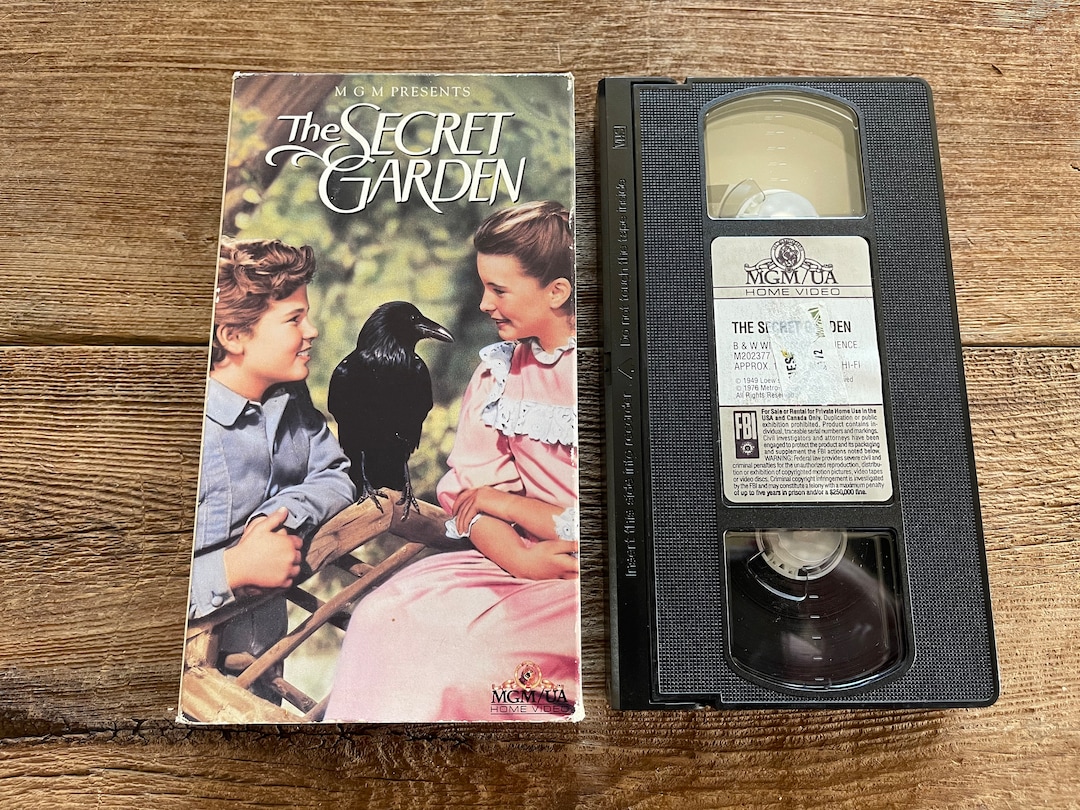 M G M PRESENTS
The SECRET
GARDEN
MGM/UA
HOME VIDEO
VHS
Do not touch the tape inside
Insert this side into recorder
MGM/UA
HOME VIDEO
THE SECRET GARDEN
B & W
M202377
APPROX. HI-FI
© 1949 Loew's
© 1976 Metro-
All Rights
FBI
For Sale or Rental for Private Home Use in the
USA and Canada Only. Duplication or public
exhibition prohibited. Product contains in-
dividual, traceable serial numbers and markings.
Civil investigators and attorneys have been
engaged to protect the product and its packaging
and supplement the FBI actions noted below.
WARNING: Federal law provides severe civil and
criminal penalties for the unauthorized reproduction, distribu-
tion or exhibition of copyrighted motion pictures, video tapes
or video discs. Criminal copyright infringement is investigated
by the FBI and may constitute a felony with a maximum penalty
of up to five years in prison and/or a $250,000 fine.